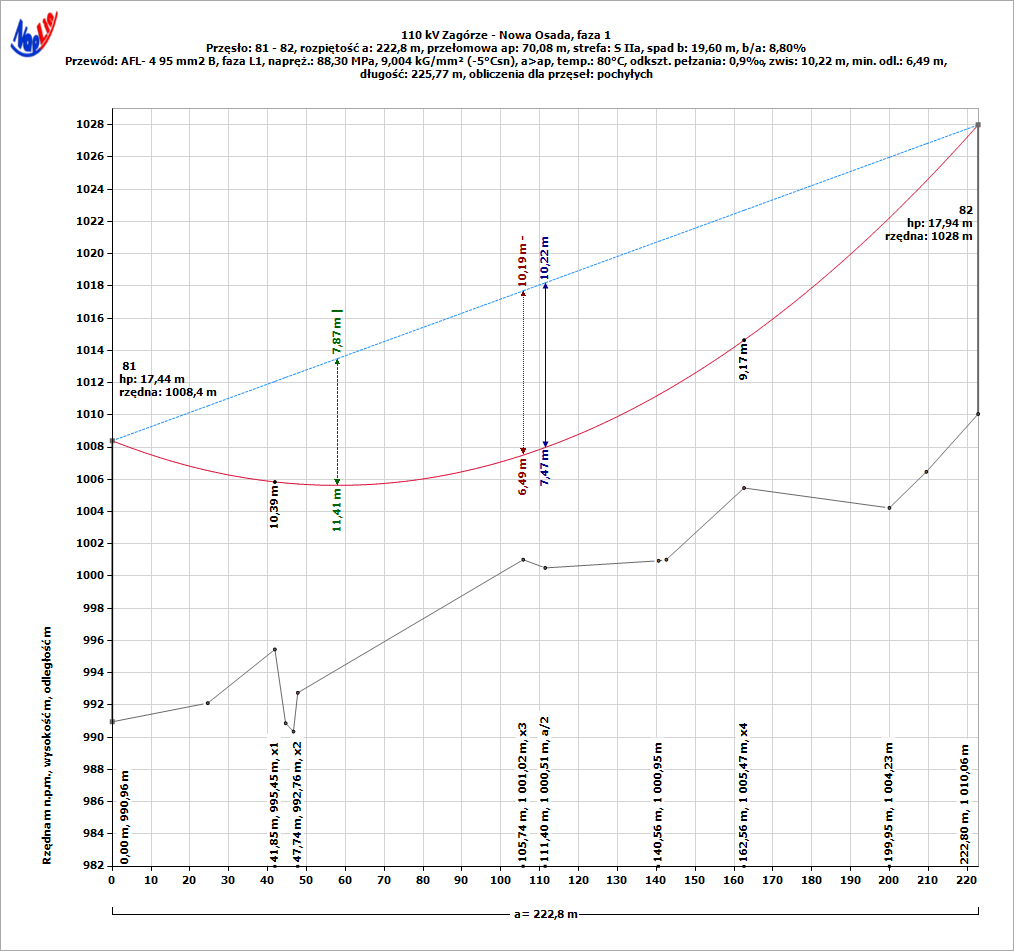 NapLio
110 kV Zagórze - Nowa Osada, faza 1
Przęsło: 81 - 82, rozpiętość a: 222,8 m, przełomowa ap: 70,08 m, strefa: S IIa, spad b: 19,60 m, b/a: 8,80%
Przewód: AFL- 4 95 mm2 B, faza L1, napręż.: 88,30 MPa, 9,004 kG/mm² (-5°Csn), a>ap, temp.: 80°C, odkszt. pełzania: 0,9‰, zwis: 10,22 m, min. odl.: 6,49 m,
długość: 225,77 m, obliczenia dla przęseł: pochyłych
1028
1026
1024
1022
1020
1018
1016
1014
1012
1010
1008
1006
1004
1002
1000
998
996
994
992
990
988
986
984
982
Rzędna m n.p.m., wysokość m, odległość m
81
hp: 17,44 m
rzędna: 1008,4 m
82
hp: 17,94 m
rzędna: 1028 m
10,39 m
7,87 m |
11,41 m
10,19 m -
6,49 m
10,22 m
7,47 m
9,17 m
0,00 m, 990,96 m
41,85 m, 995,45 m, x1
47,74 m, 992,76 m, x2
105,74 m, 1 001,02 m, x3
111,40 m, 1 000,51 m, a/2
140,56 m, 1 000,95 m
162,56 m, 1 005,47 m, x4
199,95 m, 1 004,23 m
222,80 m, 1 010,06 m
0 10 20 30 40 50 60 70 80 90 100 110 120 130 140 150 160 170 180 190 200 210 220
a= 222,8 m